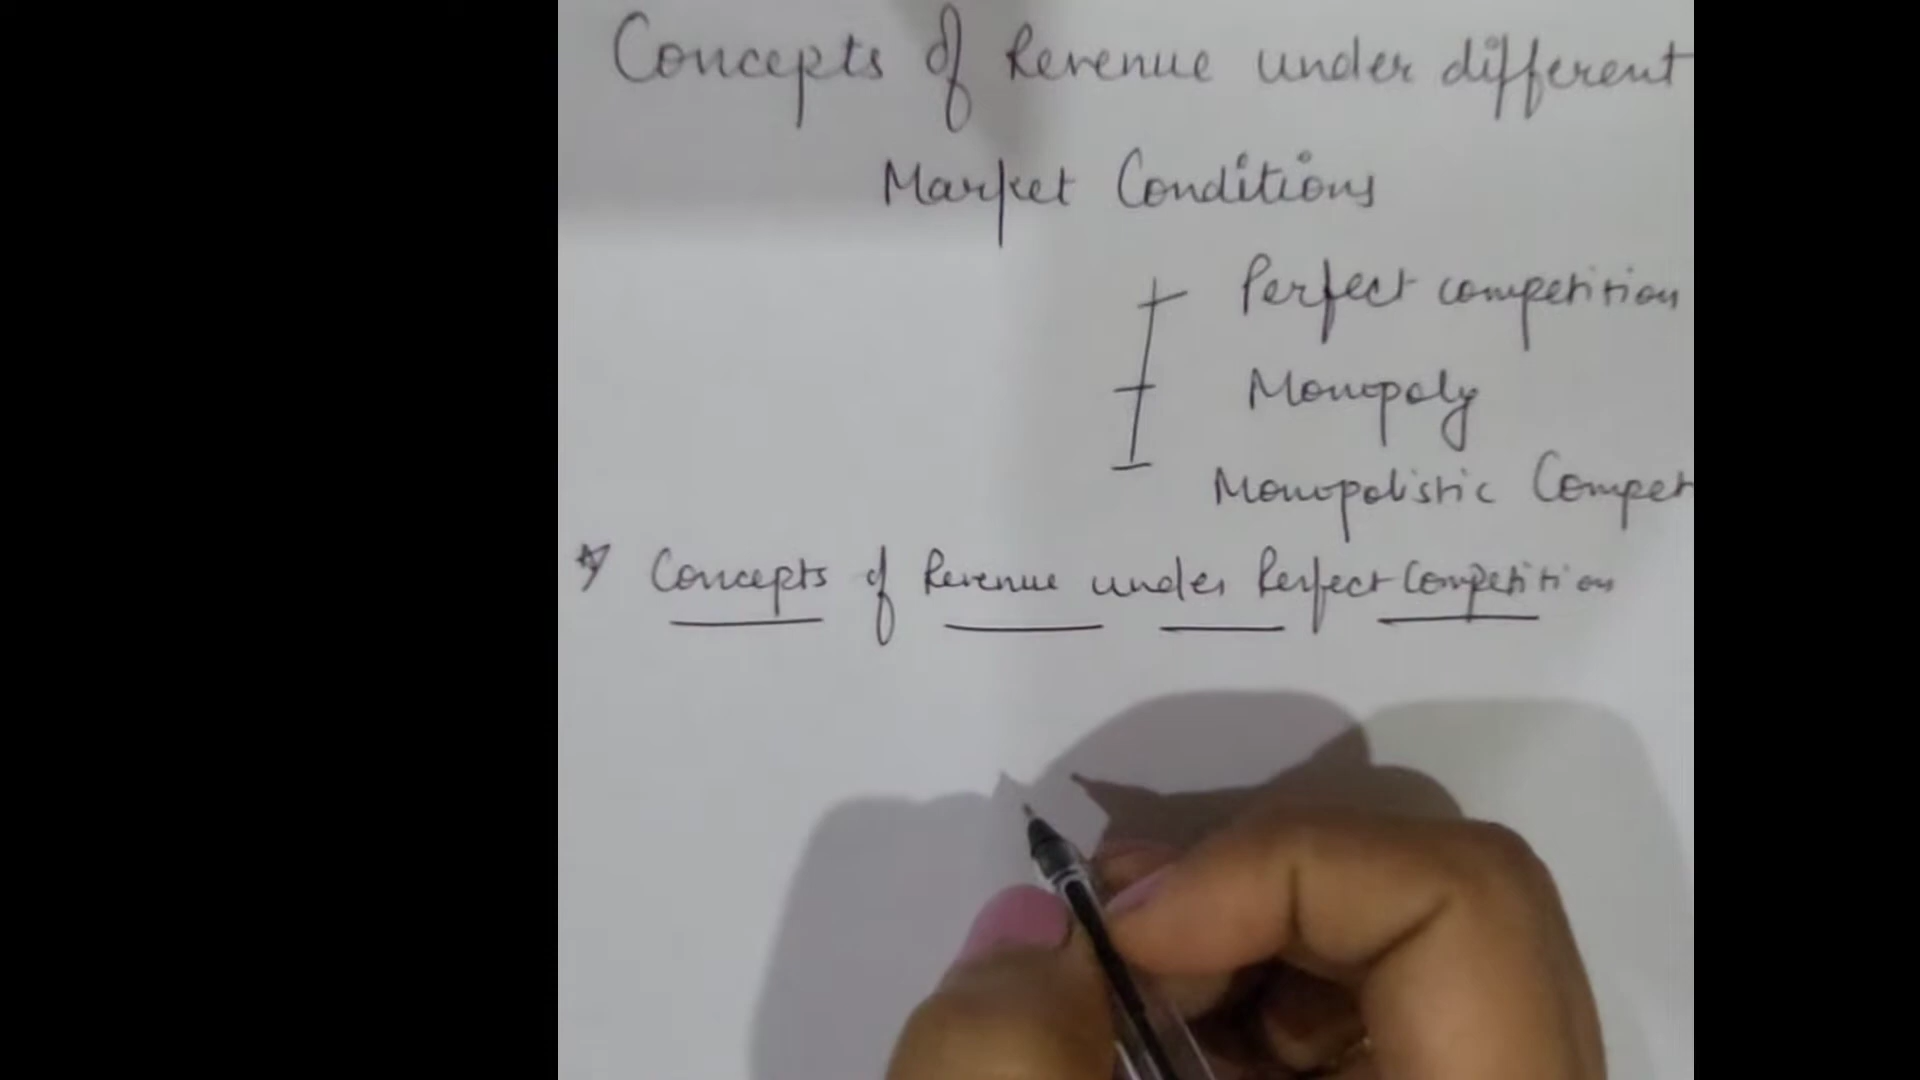 Concepts of Revenue under different
Market Conditions
Perfect competition
Monopoly
Monopolistic Compet
Concepts of Revenue under Perfect Competition